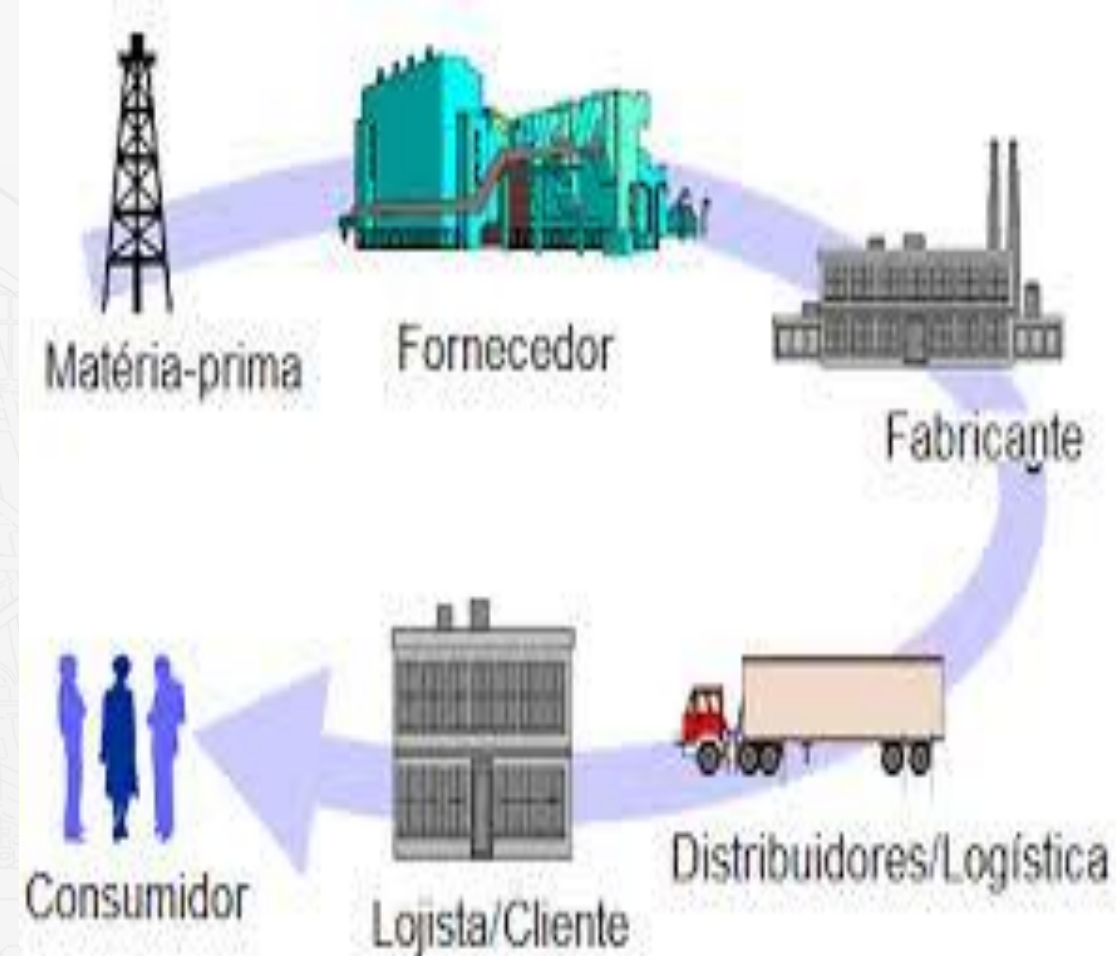 Matéria-prima
Fornecedor
Fabricante
Distribuidores/Logística
Lojista/Cliente
Consumidor